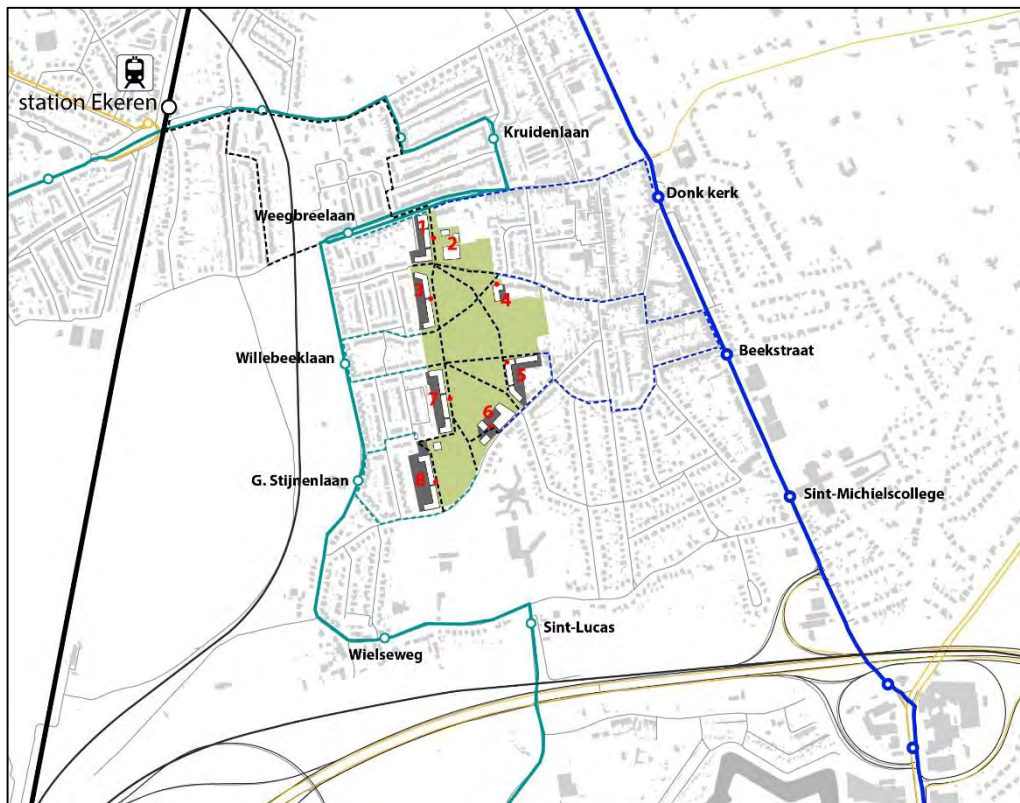 station Ekeren
Kruidenlaan
Donk kerk
Weegbreelaan
1
2
3
4
Willebeeklaan
Beekstraat
5
7
6
8
G. Stijnenlaan
Sint-Michielscollege
Sint-Lucas
Wielseweg